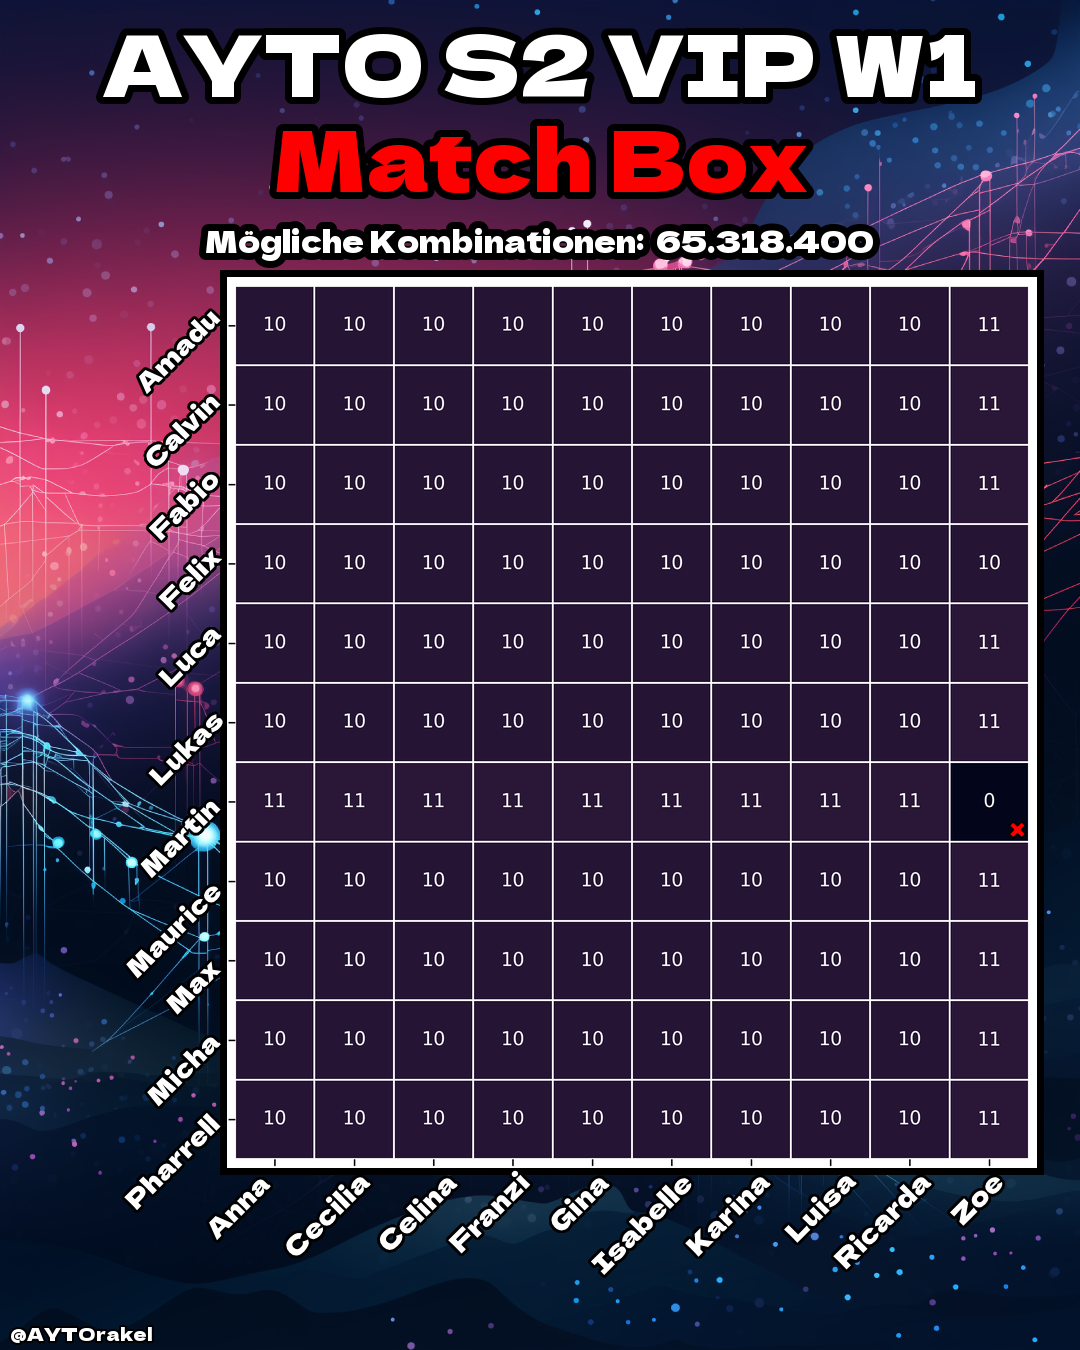 AYTO S2 VIP W1
Match Box
Mögliche Kombinationen: 65.318.400
Amadu 10 10 10 10 10 10 10 10 10 11
Calvin 10 10 10 10 10 10 10 10 10 11
Fabio 10 10 10 10 10 10 10 10 10 11
Felix 10 10 10 10 10 10 10 10 10 10
Luca 10 10 10 10 10 10 10 10 10 11
Lukas 10 10 10 10 10 10 10 10 10 11
Martin 11 11 11 11 11 11 11 11 11 0
Maurice 10 10 10 10 10 10 10 10 10 11
Max 10 10 10 10 10 10 10 10 10 11
Micha 10 10 10 10 10 10 10 10 10 11
Pharrell 10 10 10 10 10 10 10 10 10 11
Anna Cecilia Celina Franzi Gina Isabelle Karina Luisa Ricarda Zoe
@AYTOrakel